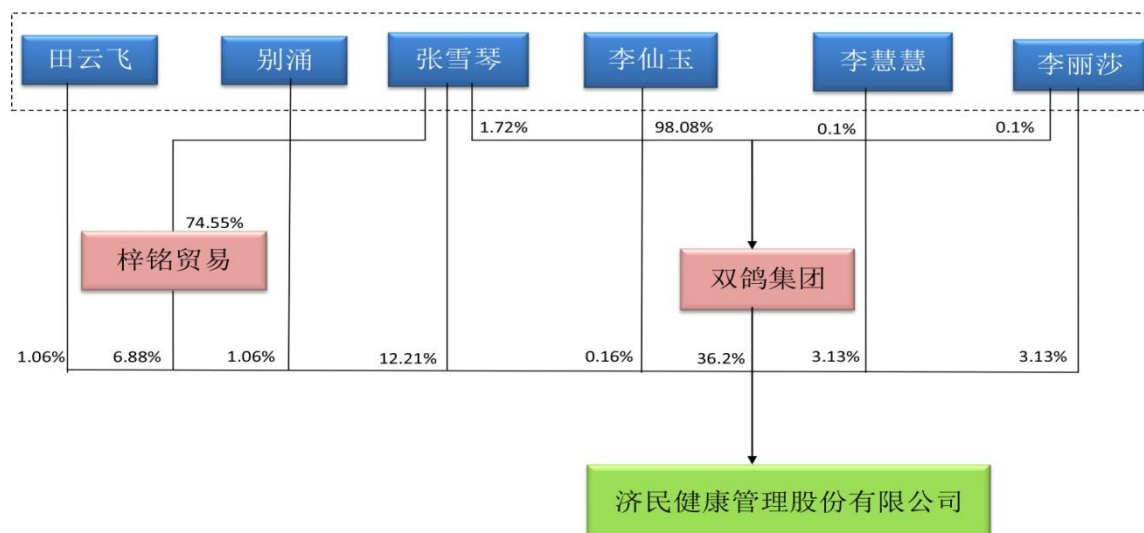 田云飞
别涌
张雪琴
李仙玉
李慧慧
李丽莎
1.72%
98.08%
0.1%
0.1%
74.55%
梓铭贸易
双鸽集团
1.06%
6.88%
1.06%
12.21%
0.16%
36.2%
3.13%
3.13%
济民健康管理股份有限公司